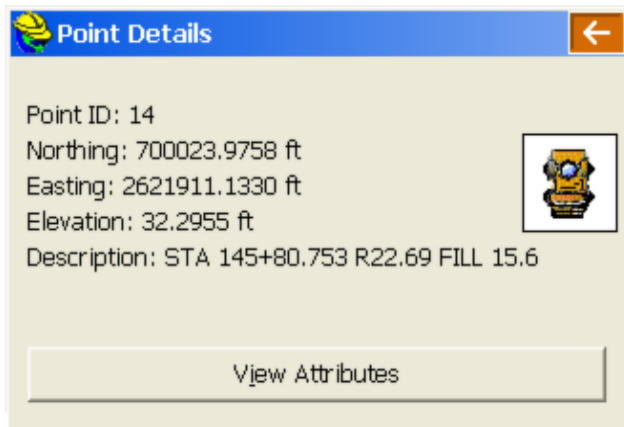 Point Details
Point ID: 14
Northing: 700023.9758 ft
Easting: 2621911.1330 ft
Elevation: 32.2955 ft
Description: STA 145+80.753 R22.69 FILL 15.6
View Attributes